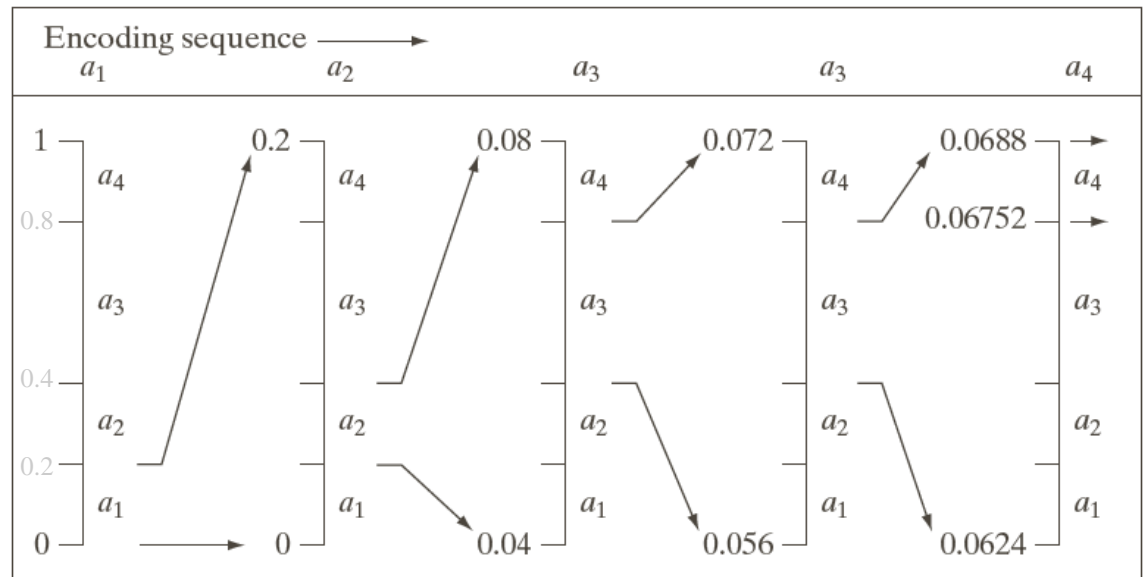 Encoding sequence
a1 a2 a3 a3 a4
1 0.2 0.08 0.072 0.0688
a4 a4 a4 a4 a4
0.8 0.06752
a3 a3 a3 a3 a3
0.4
a2 a2 a2 a2 a2
0.2
a1 a1 a1 a1 a1
0 0 0.04 0.056 0.0624